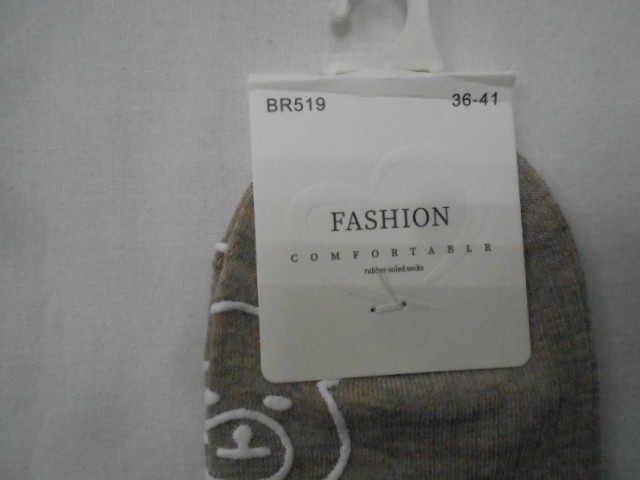 BR519 36-41
FASHION
COMFORTABLR
rubber-soled socks